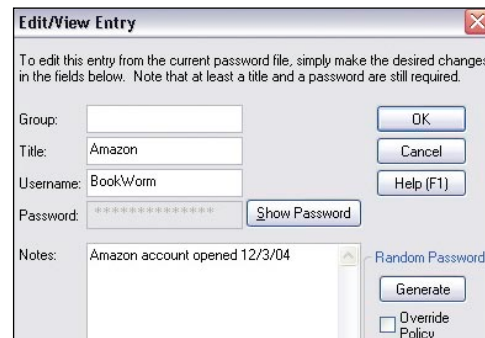 Edit/View Entry
To edit this entry from the current password file, simply make the desired changes
in the fields below. Note that at least a title and a password are still required.
Group:
OK
Title: Amazon
Cancel
Username: BookWorm
Help (F1)
Password: **************
Show Password
Notes: Amazon account opened 12/3/04
Random Password
Generate
Override
Policy